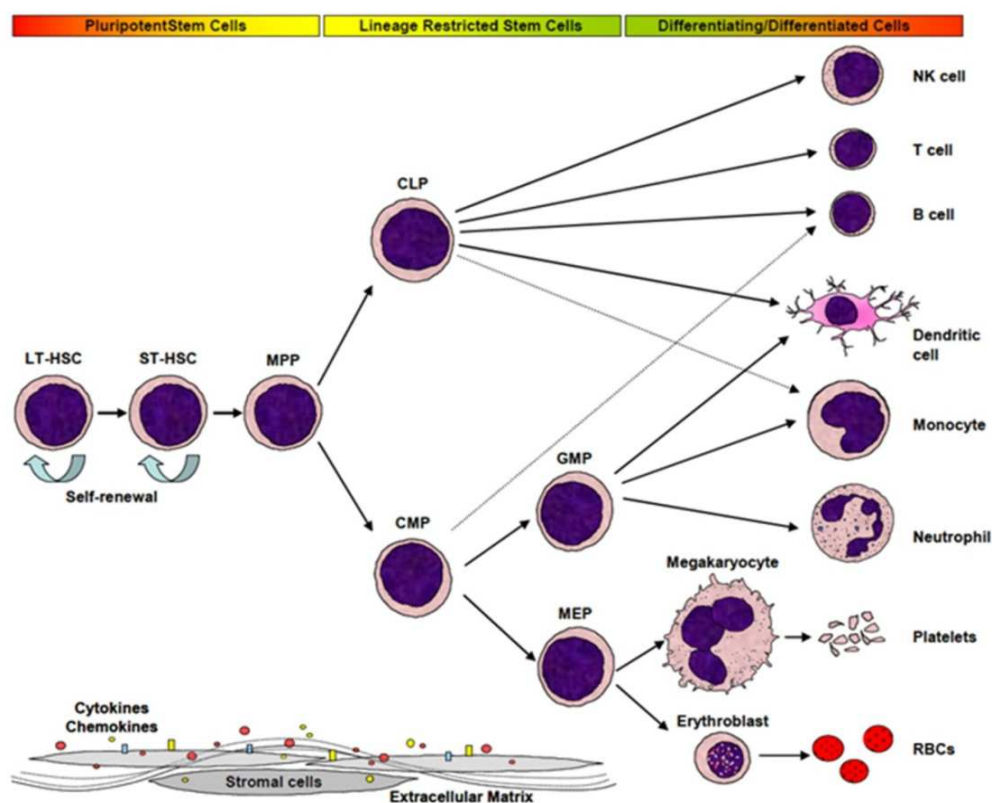 PluripotentStem Cells
Lineage Restricted Stem Cells
Differentiating/Differentiated Cells
NK cell
T cell
CLP
B cell
LT-HSC
ST-HSC
MPP
Dendritic
cell
Monocyte
Self-renewal
GMP
CMP
Neutrophil
Megakaryocyte
MEP
Platelets
Cytokines
Chemokines
Erythroblast
RBCs
Stromal cells
Extracellular Matrix